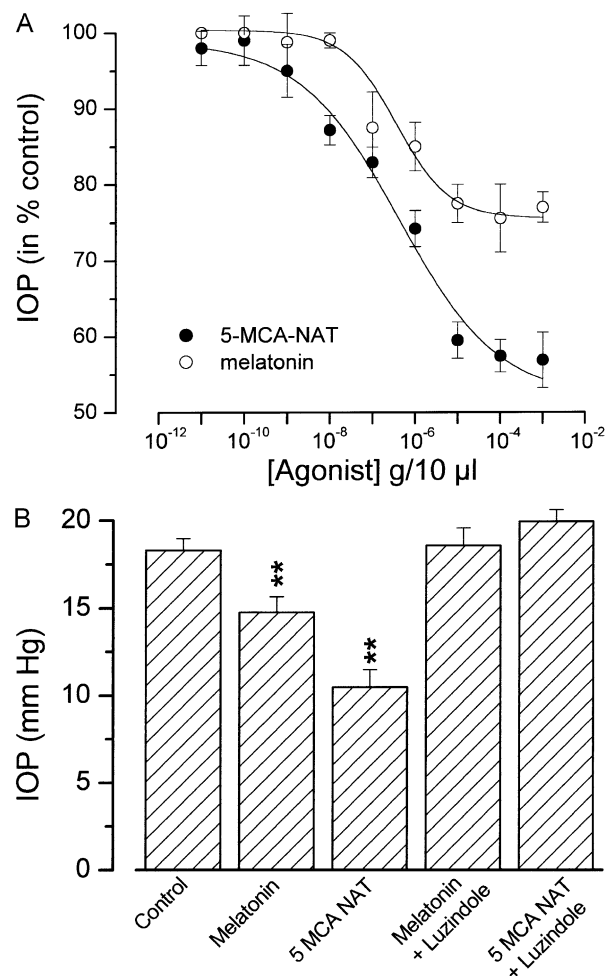 A
100
90
80
70
60
50
IOP (in % control)
5-MCA-NAT
melatonin
10-12
10-10
10-8
10-6
10-4
10-2
[Agonist] g/10 µl
B
20
15
10
5
0
IOP (mm Hg)
**
**
Control
Melatonin
5 MCA NAT
Melatonin
+ Luzindole
5 MCA NAT
+ Luzindole